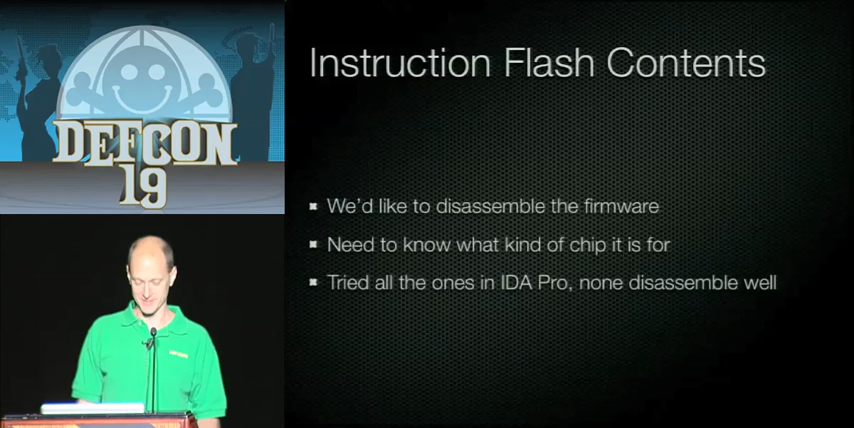 DEFCON
19
Instruction Flash Contents
We'd like to disassemble the firmware
Need to know what kind of chip it is for
Tried all the ones in IDA Pro, none disassemble well